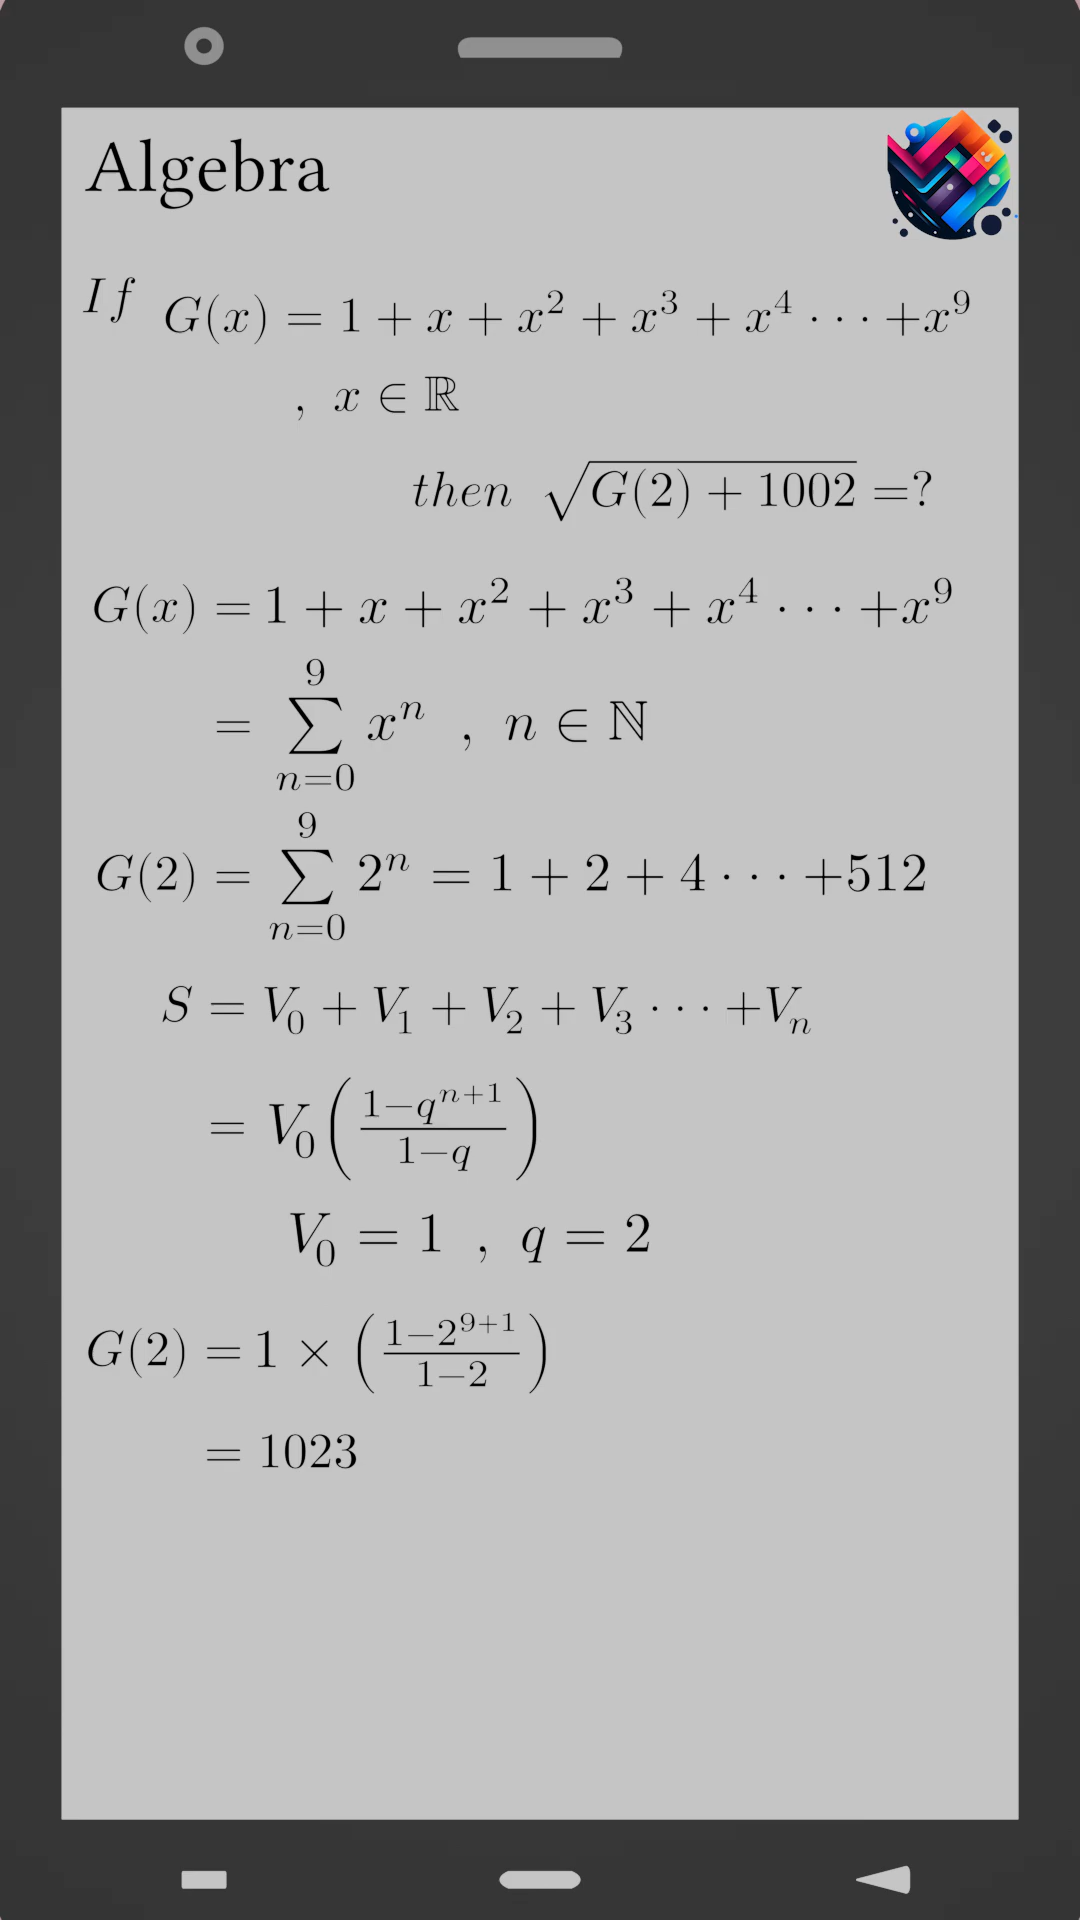 Algebra
If G(x) = 1 + x + x² + x³ + x⁴ · · · +x⁹
, x ∈ ℝ
then √(G(2) + 1002) =?
G(x) = 1 + x + x² + x³ + x⁴ · · · +x⁹
= ∑_{n=0}^{9} xⁿ , n ∈ ℕ
G(2) = ∑_{n=0}^{9} 2ⁿ = 1 + 2 + 4 · · · +512
S = V₀ + V₁ + V₂ + V₃ · · · +Vₙ
= V₀((1−qⁿ⁺¹)/(1−q))
V₀ = 1 , q = 2
G(2) = 1 × ((1−2⁹⁺¹)/(1−2))
= 1023